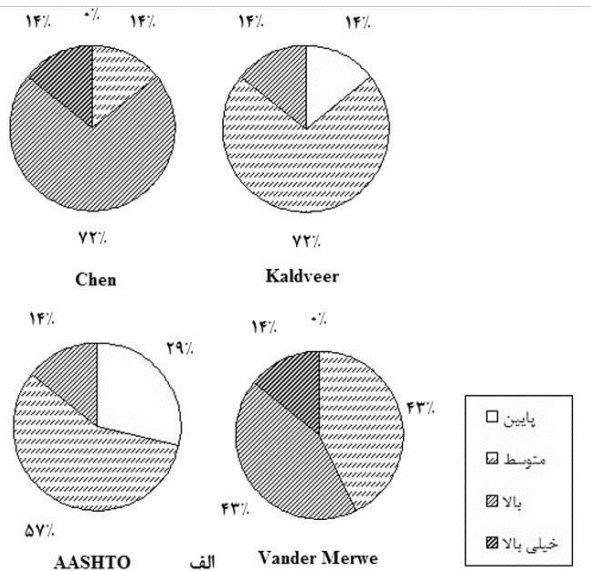 ۱۴٪ ۰٪ ۱۴٪
۷۲٪
Chen
۱۴٪ ۱۴٪
۷۲٪
Kaldveer
۱۴٪
۲۹٪
۵۷٪
AASHTO
الف
۱۴٪ ۰٪
۴۳٪
۴۳٪
Vander Merwe
پایین
متوسط
بالا
خیلی بالا